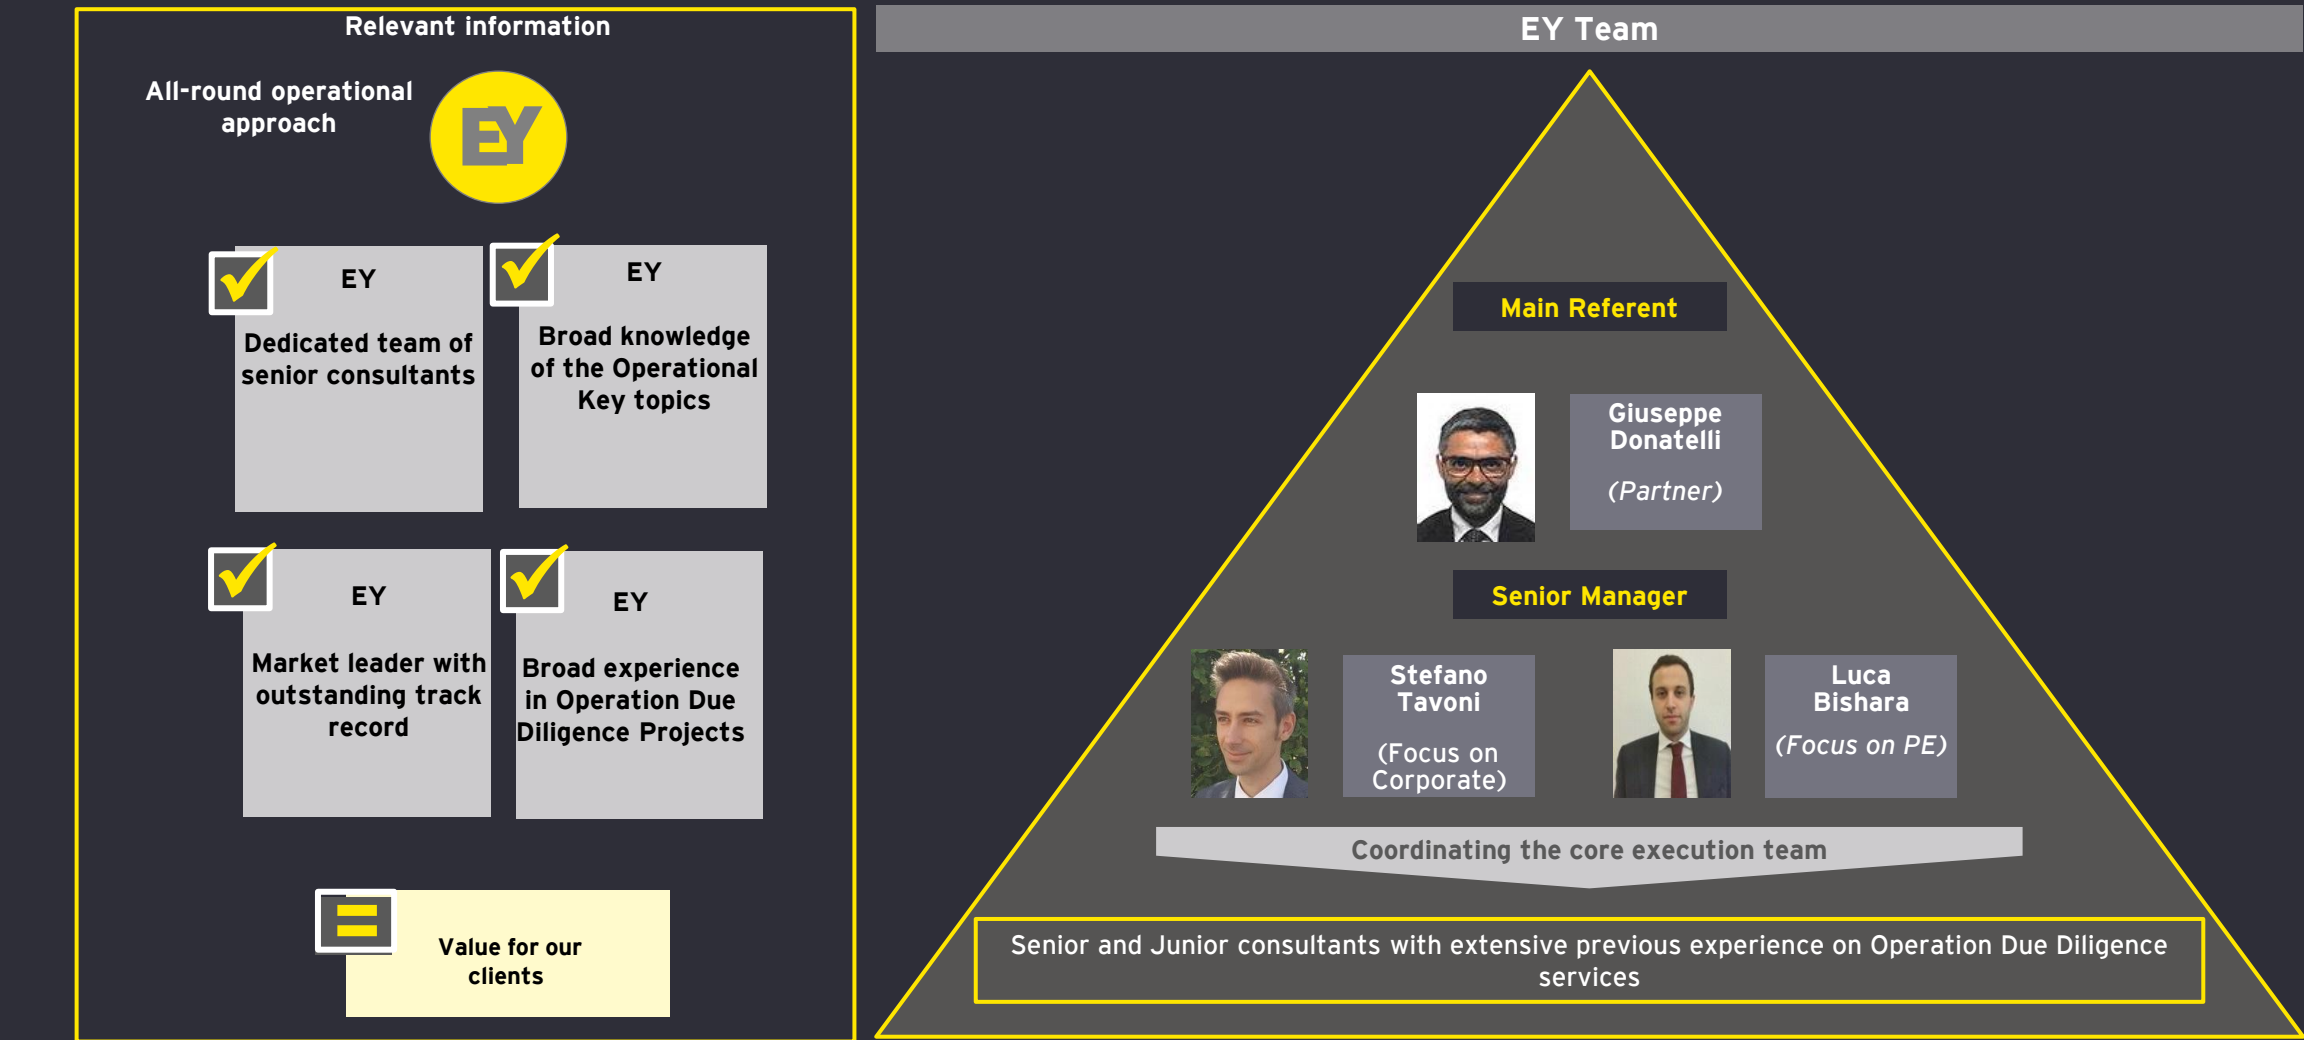 Relevant information
All-round operational
approach
EY
EY
Dedicated team of
senior consultants
EY
Broad knowledge
of the Operational
Key topics
EY
Market leader with
outstanding track
record
EY
Broad experience
in Operation Due
Diligence Projects
Value for our
clients
EY Team
Main Referent
Giuseppe
Donatelli
(Partner)
Senior Manager
Stefano
Tavoni
(Focus on
Corporate)
Luca
Bishara
(Focus on PE)
Coordinating the core execution team
Senior and Junior consultants with extensive previous experience on Operation Due Diligence
services